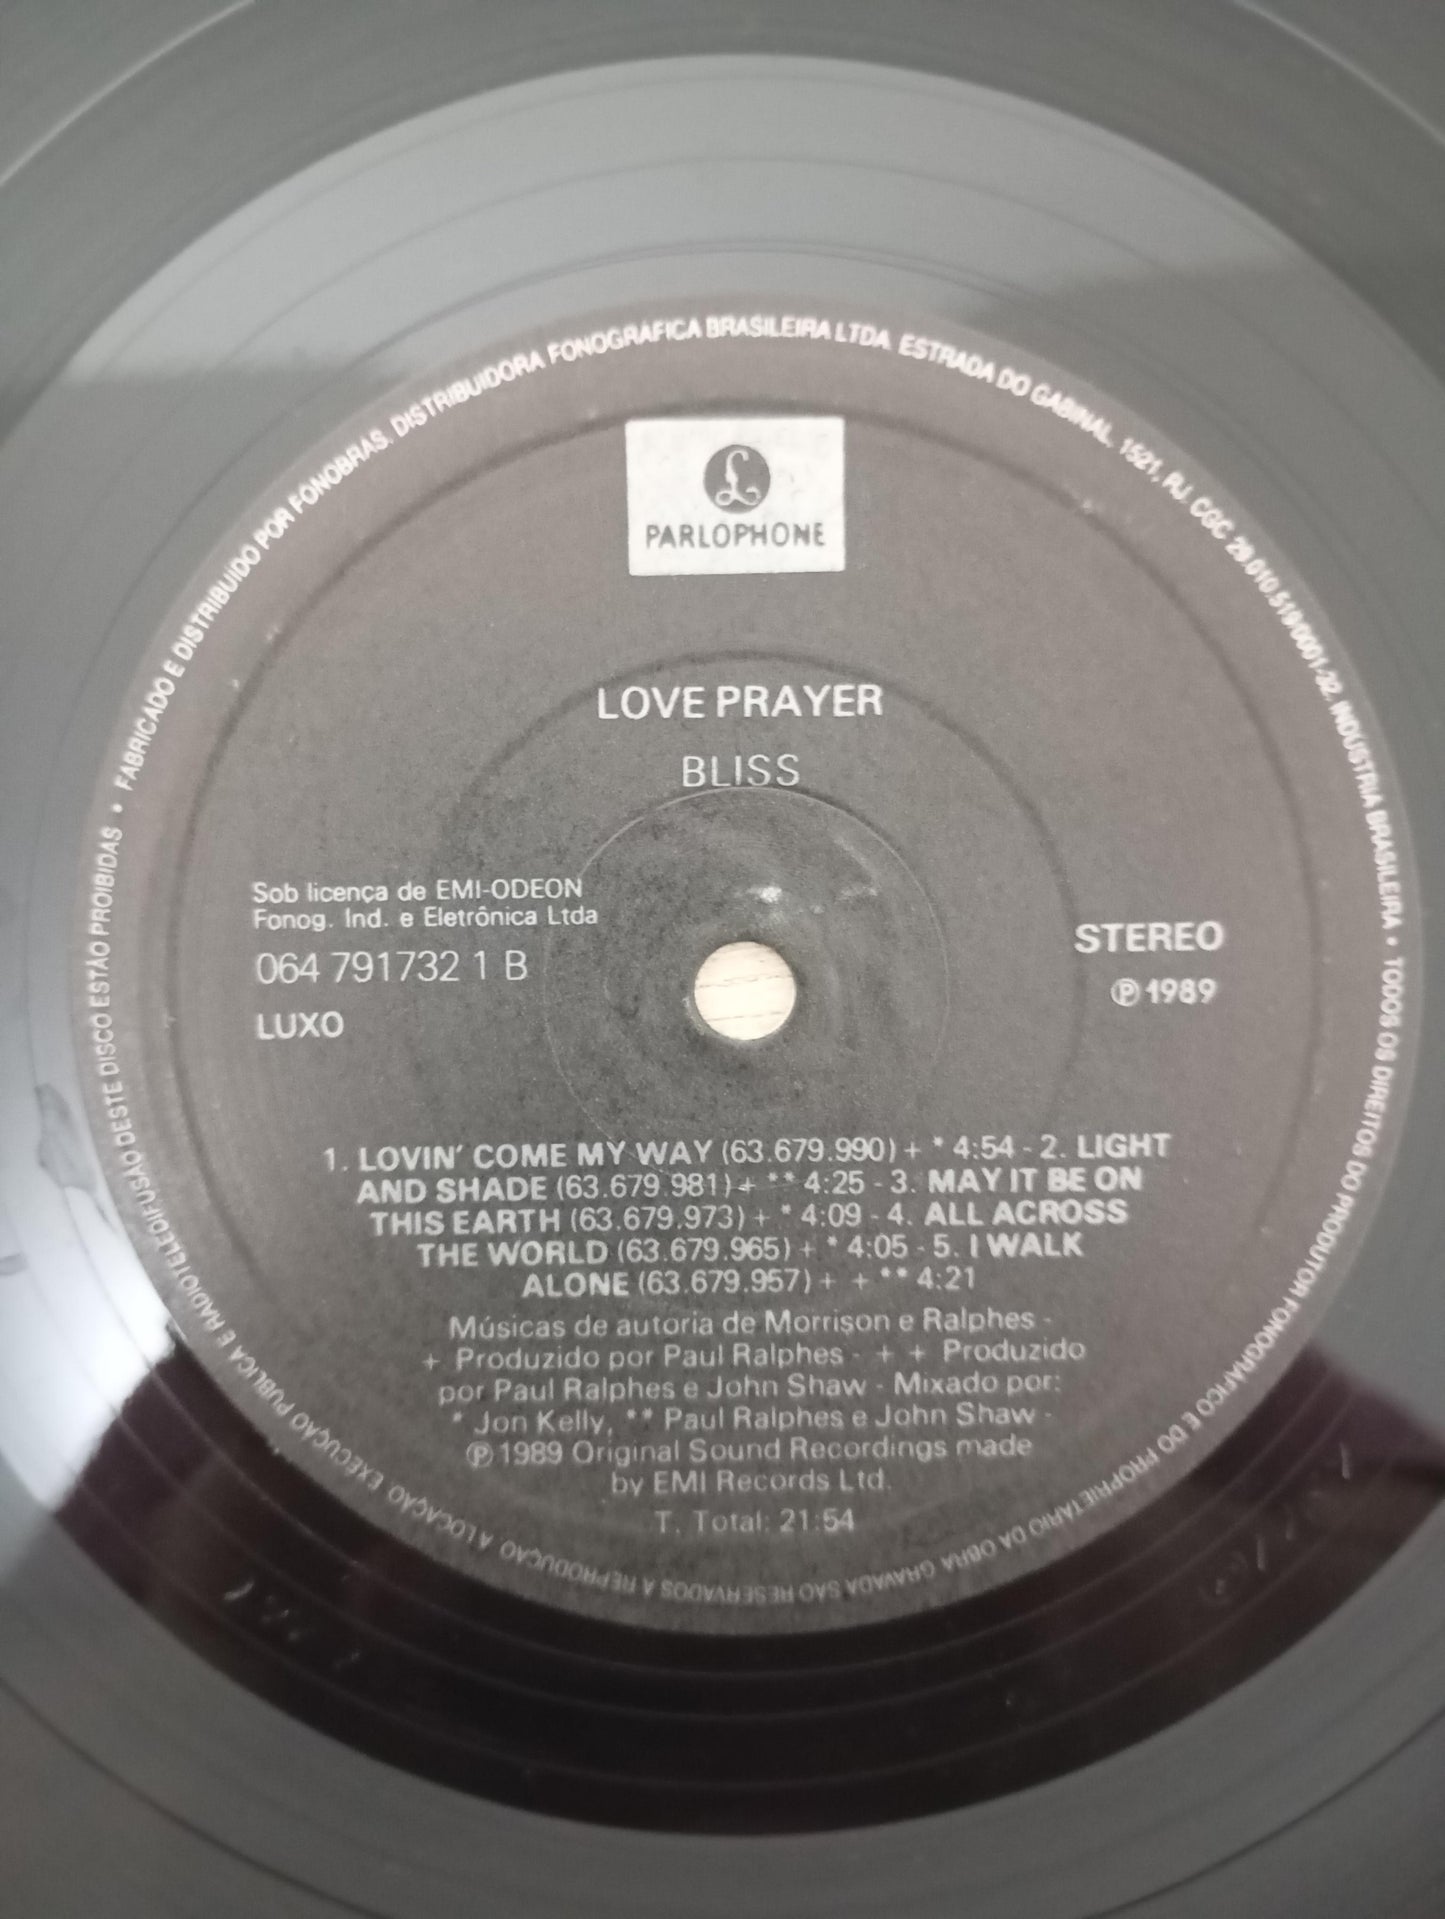 • FABRICADO E DISTRIBUIDO POR FONOBRAS. DISTRIBUIDORA FONOGRAFICA BRASILEIRA LTDA. ESTRADA DO GABINAL, 1521, RJ. CGC 29.010.519/0001-32. INDÚSTRIA BRASILEIRA • TODOS OS DIREITOS DO PRODUTOR FONOGRÁFICO E DO PROPRIETARIO DA OBRA GRAVADA SÃO RESERVADOS A REPRODUÇÃO A LOCAÇÃO EXECUÇÃO PÚBLICA E RADIOTELEDIFUSÃO DESTE DISCO ESTÃO PROIBIDAS
£
PARLOPHONE
LOVE PRAYER
BLISS
Sob licença de EMI-ODEON
Fonog. Ind. e Eletrônica Ltda
064 791732 1 B
LUXO
STEREO
℗ 1989
1. LOVIN' COME MY WAY (63.679.990) + * 4:54 - 2. LIGHT
AND SHADE (63.679.981) + ** 4:25 - 3. MAY IT BE ON
THIS EARTH (63.679.973) + * 4:09 - 4. ALL ACROSS
THE WORLD (63.679.965) + * 4:05 - 5. I WALK
ALONE (63.679.957) + + ** 4:21
Músicas de autoria de Morrison e Ralphes -
+ Produzido por Paul Ralphes - + + Produzido
por Paul Ralphes e John Shaw - Mixado por:
* Jon Kelly, ** Paul Ralphes e John Shaw -
℗ 1989 Original Sound Recordings made
by EMI Records Ltd.
T. Total: 21:54